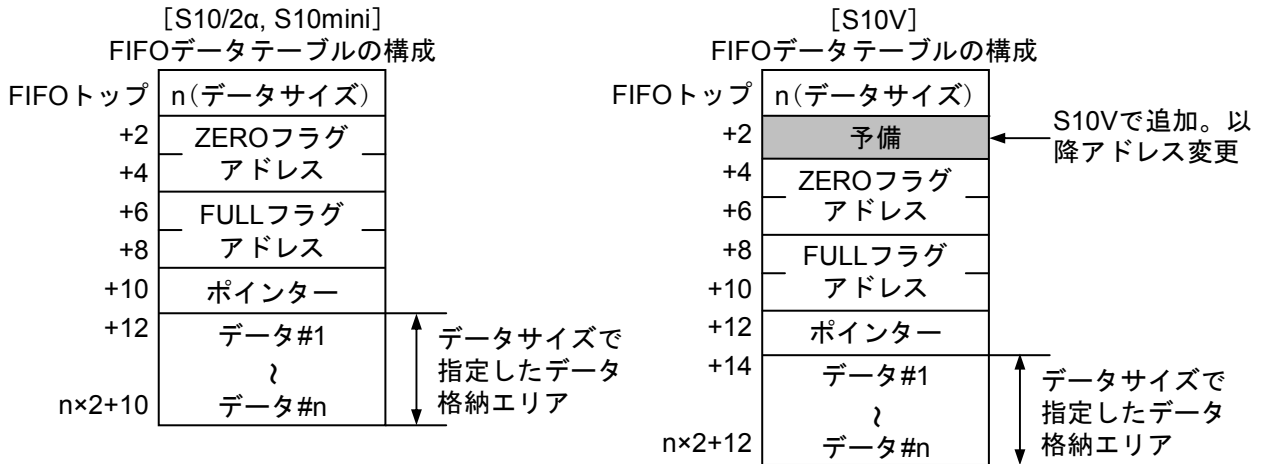 ［S10/2α, S10mini］
FIFOデータテーブルの構成
FIFOトップ n（データサイズ）
+2 ZEROフラグ
+4 アドレス
+6 FULLフラグ
+8 アドレス
+10 ポインター
+12 データ#1
～
n×2+10 データ#n
データサイズで
指定したデータ
格納エリア
［S10V］
FIFOデータテーブルの構成
FIFOトップ n（データサイズ）
+2 予備
S10Vで追加。以
降アドレス変更
+4 ZEROフラグ
+6 アドレス
+8 FULLフラグ
+10 アドレス
+12 ポインター
+14 データ#1
～
n×2+12 データ#n
データサイズで
指定したデータ
格納エリア